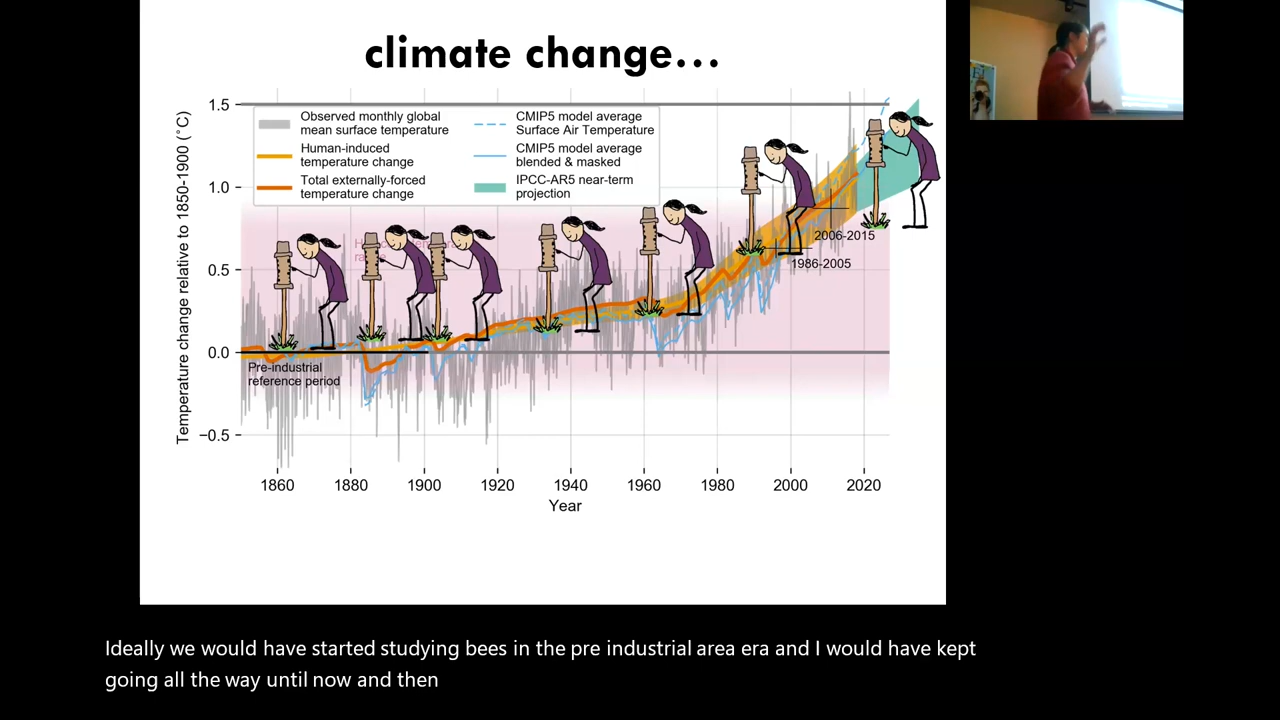 climate change...
Temperature change relative to 1850-1900 (°C)
1.5
1.0
0.5
0.0
−0.5
Observed monthly global
mean surface temperature
Human-induced
temperature change
Total externally-forced
temperature change
CMIP5 model average
Surface Air Temperature
CMIP5 model average
blended & masked
IPCC-AR5 near-term
projection
2006-2015
1986-2005
Pre-industrial
reference period
1860
1880
1900
1920
1940
1960
1980
2000
2020
Year
Ideally we would have started studying bees in the pre industrial area era and I would have kept
going all the way until now and then